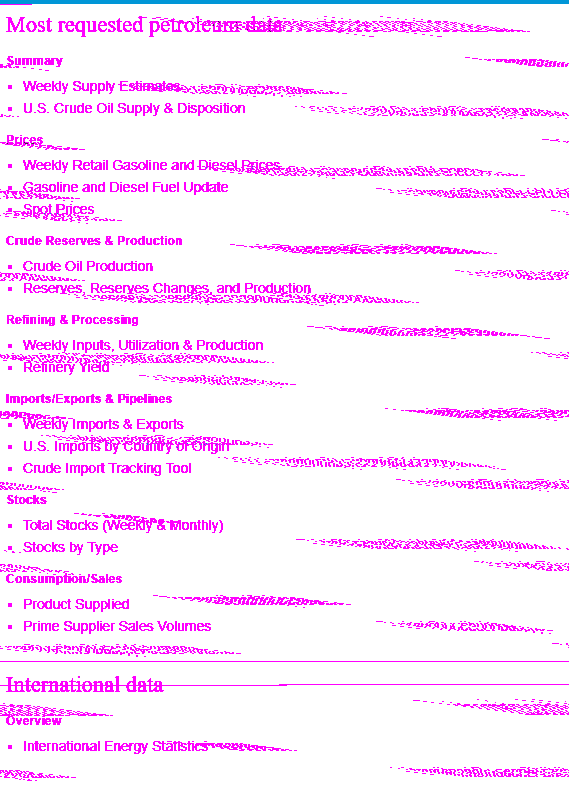 Most requested petroleum data
Summary
Weekly Supply Estimates
U.S. Crude Oil Supply & Disposition
Prices
Weekly Retail Gasoline and Diesel Prices
Gasoline and Diesel Fuel Update
Spot Prices
Crude Reserves & Production
Crude Oil Production
Reserves, Reserves Changes, and Production
Refining & Processing
Weekly Inputs, Utilization & Production
Refinery Yield
Imports/Exports & Pipelines
Weekly Imports & Exports
U.S. Imports by Country of Origin
Crude Import Tracking Tool
Stocks
Total Stocks (Weekly & Monthly)
Stocks by Type
Consumption/Sales
Product Supplied
Prime Supplier Sales Volumes
International data
Overview
International Energy Statistics